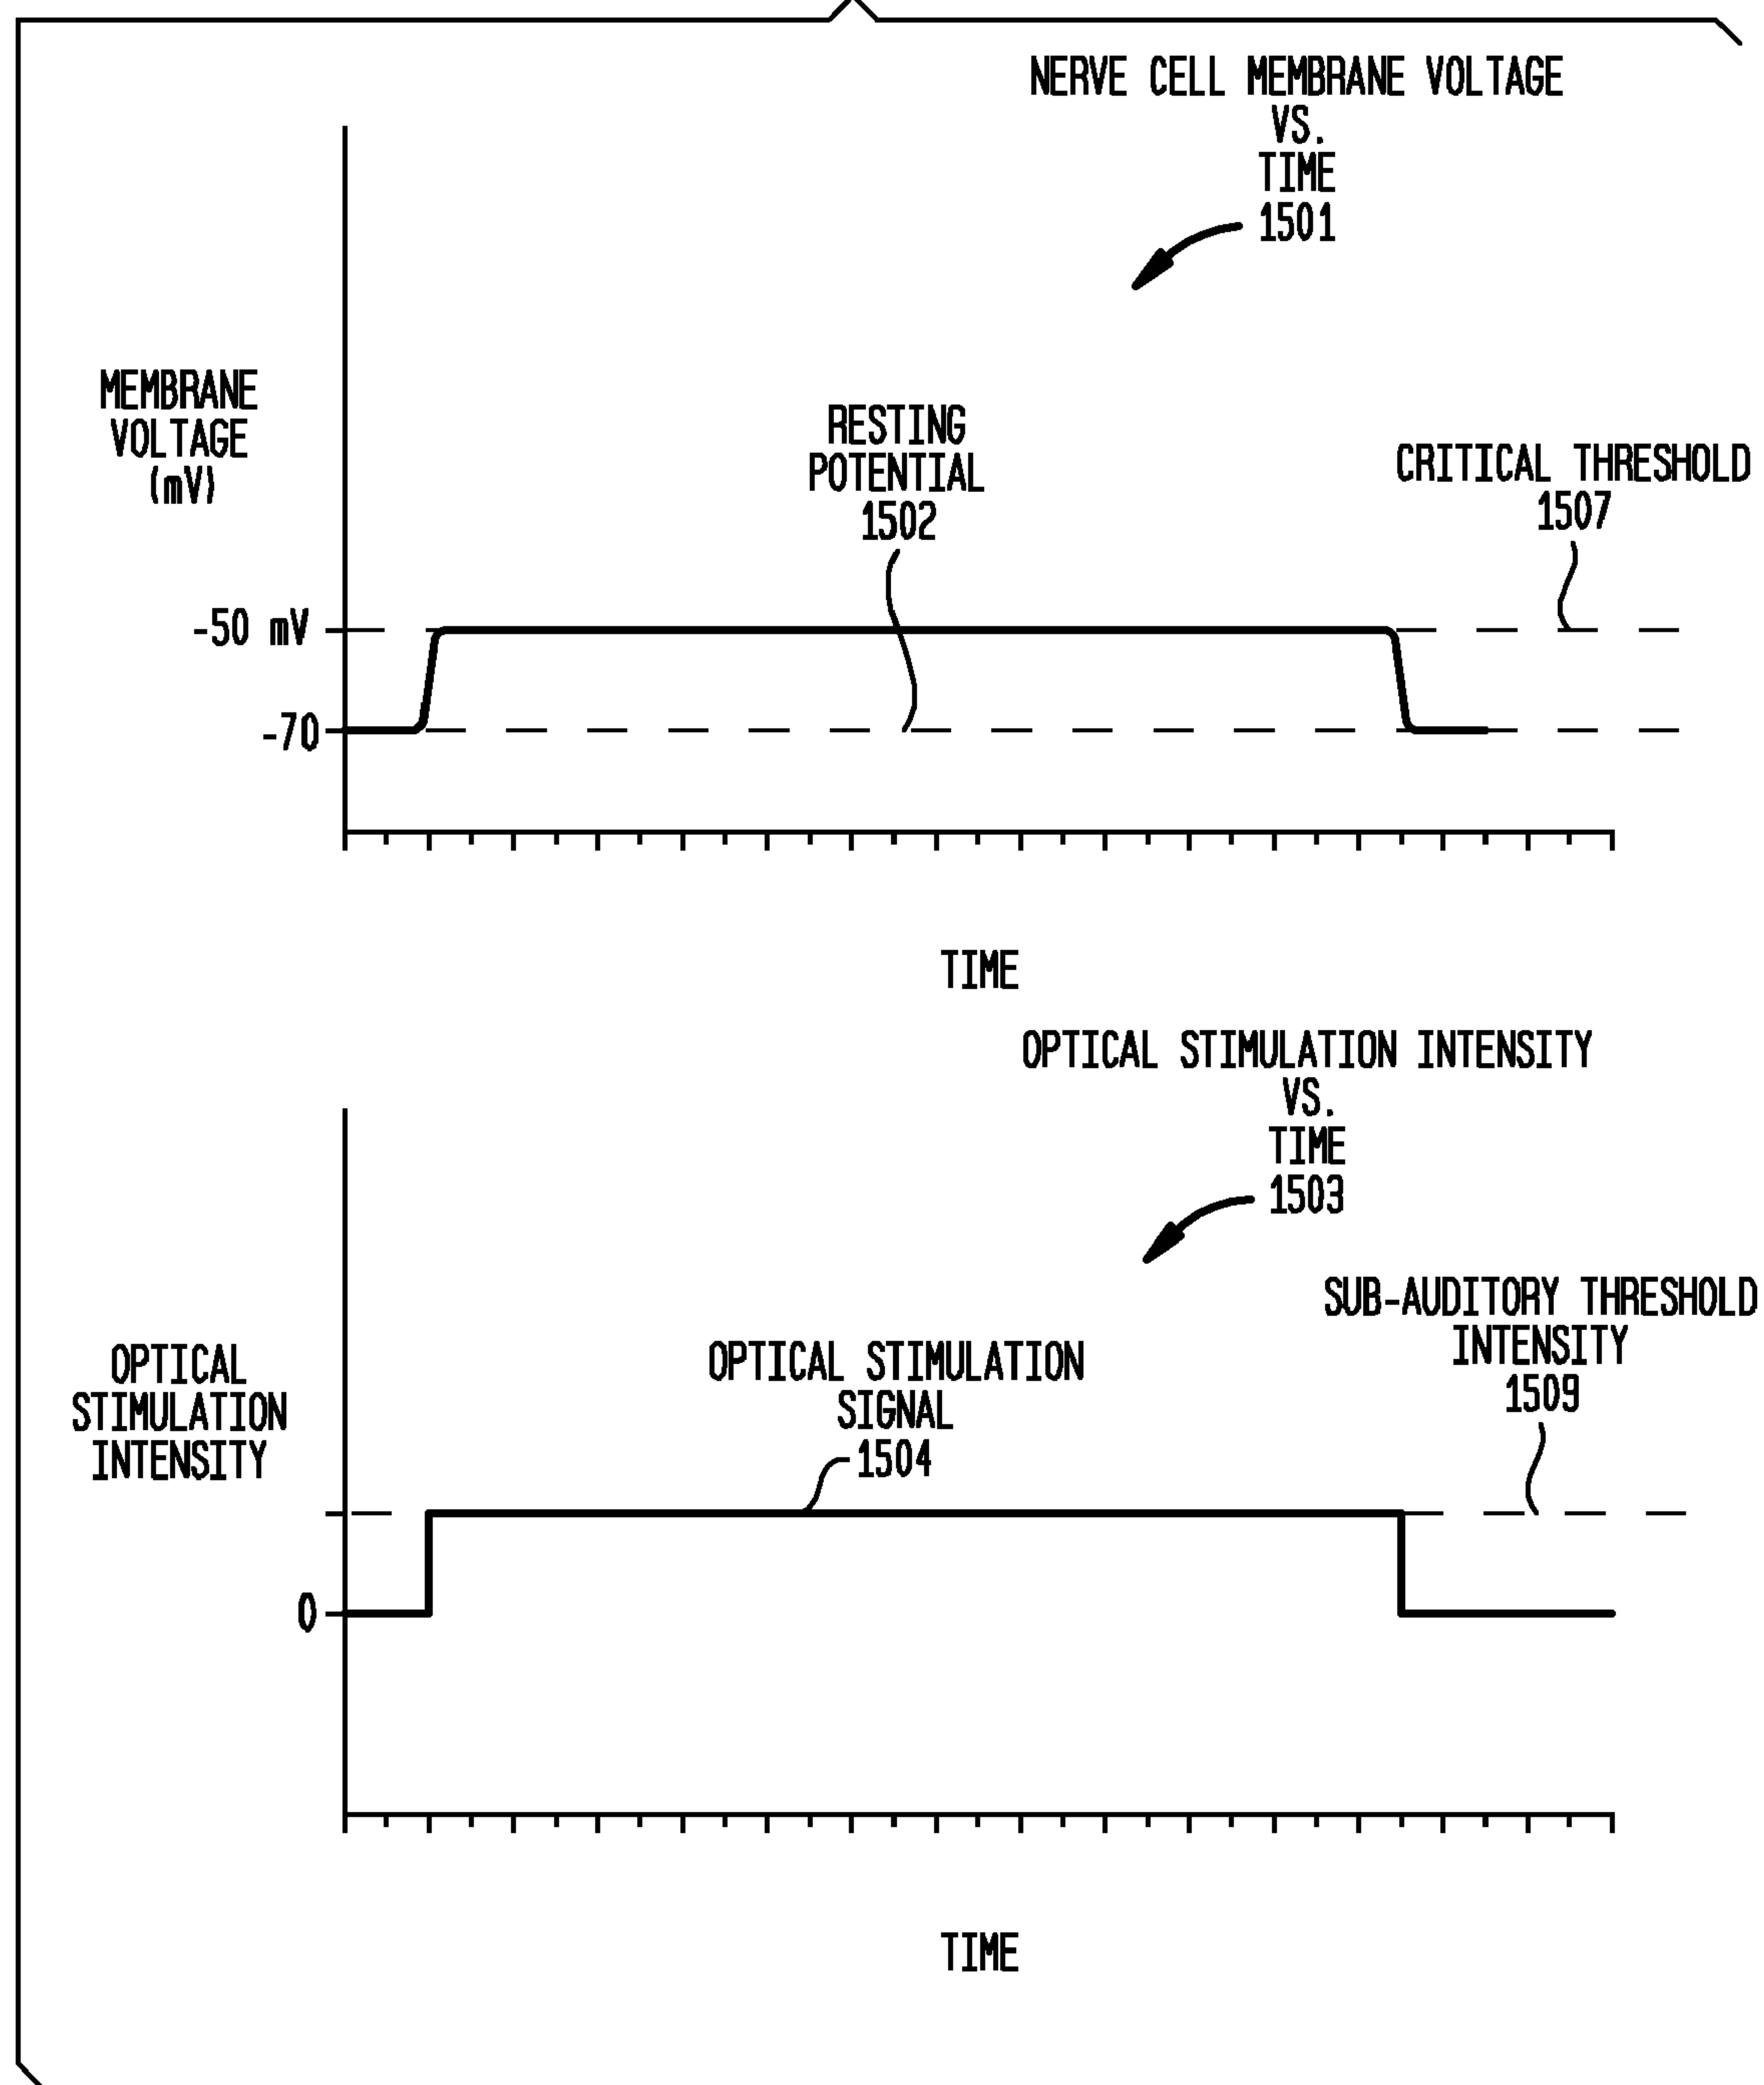 NERVE CELL MEMBRANE VOLTAGE
VS.
TIME
1501
MEMBRANE
VOLTAGE
(mV)
RESTING
POTENTIAL
1502
CRITICAL THRESHOLD
1507
-50 mV
-70
TIME
OPTICAL STIMULATION INTENSITY
VS.
TIME
1503
SUB-AUDITORY THRESHOLD
INTENSITY
1509
OPTICAL
STIMULATION
INTENSITY
OPTICAL STIMULATION
SIGNAL
1504
0
TIME